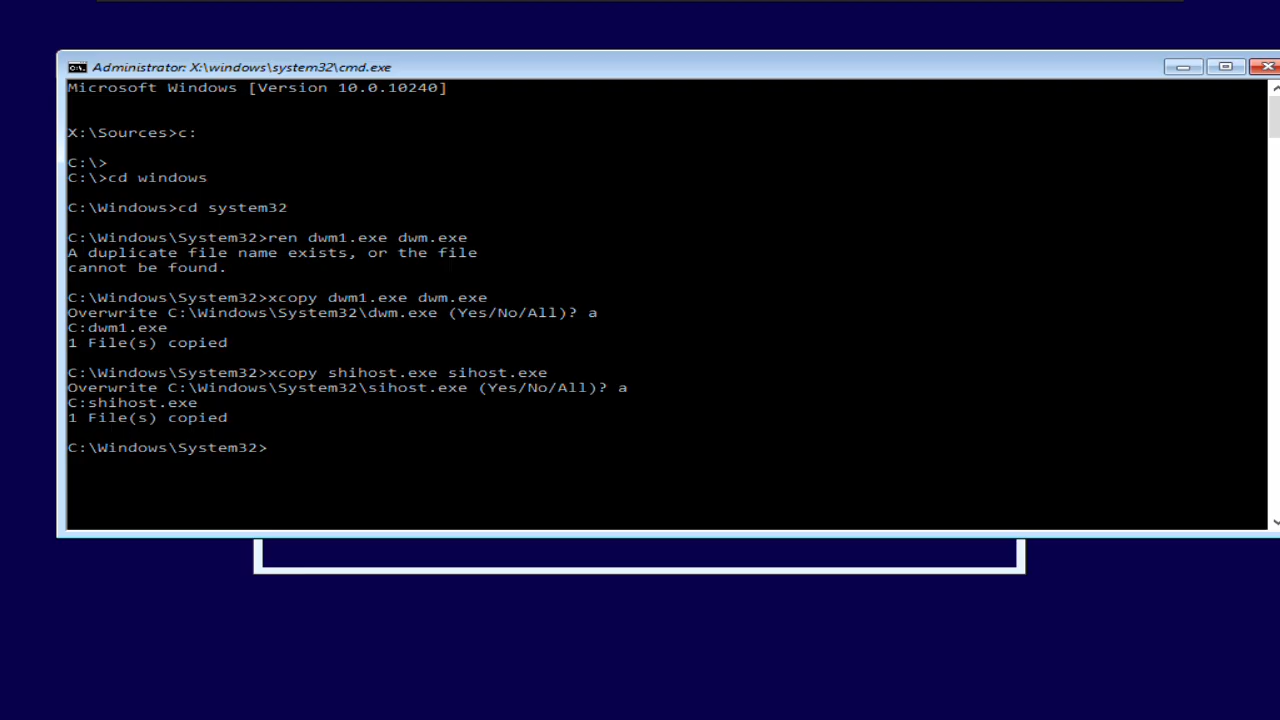 Administrator: X:\windows\system32\cmd.exe
Microsoft Windows [Version 10.0.10240]
X:\Sources>c:
C:\>
C:\>cd windows
C:\Windows>cd system32
C:\Windows\System32>ren dwm1.exe dwm.exe
A duplicate file name exists, or the file
cannot be found.
C:\Windows\System32>xcopy dwm1.exe dwm.exe
Overwrite C:\Windows\System32\dwm.exe (Yes/No/All)? a
C:dwm1.exe
1 File(s) copied
C:\Windows\System32>xcopy shihost.exe sihost.exe
Overwrite C:\Windows\System32\sihost.exe (Yes/No/All)? a
C:shihost.exe
1 File(s) copied
C:\Windows\System32>